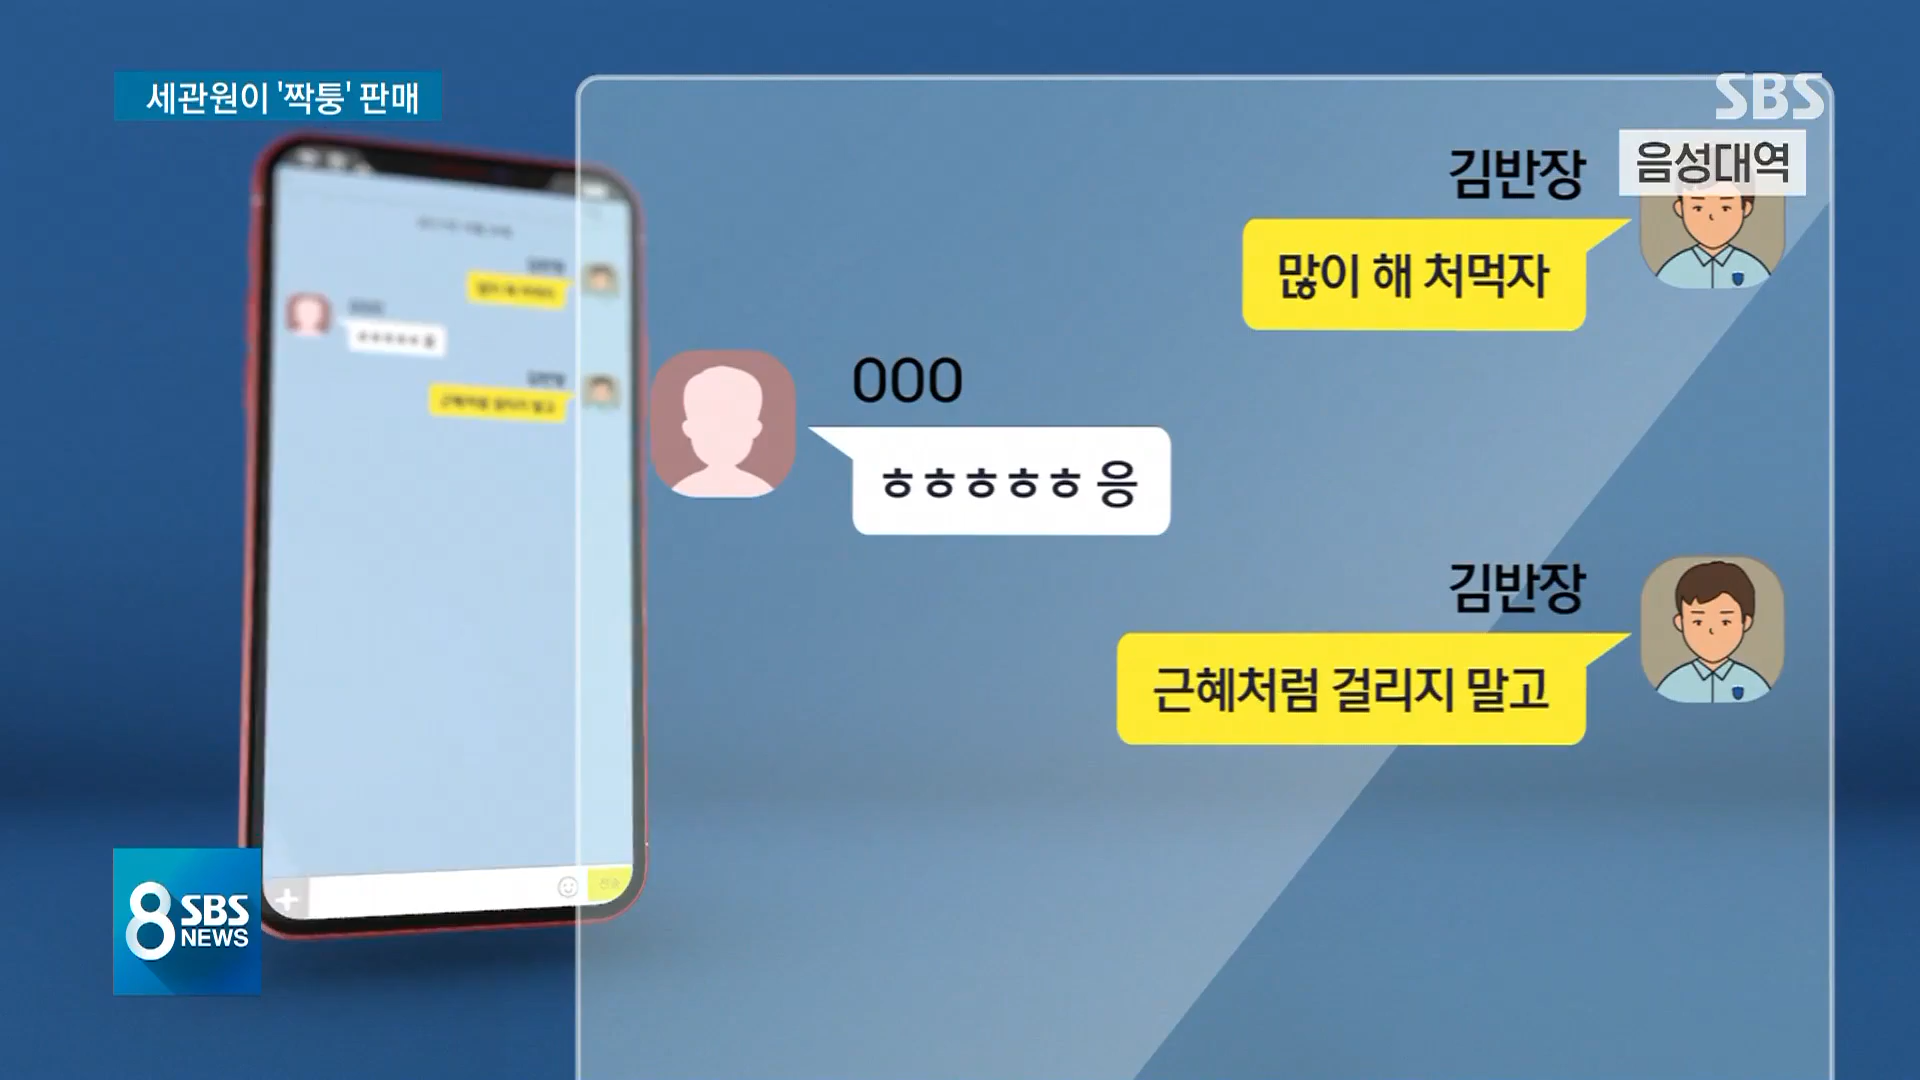 세관원이 '짝퉁' 판매
SBS
음성대역
김반장
많이 해 처먹자
OOO
ㅎㅎㅎㅎㅎ 응
김반장
근혜처럼 걸리지 말고
8 SBS
NEWS